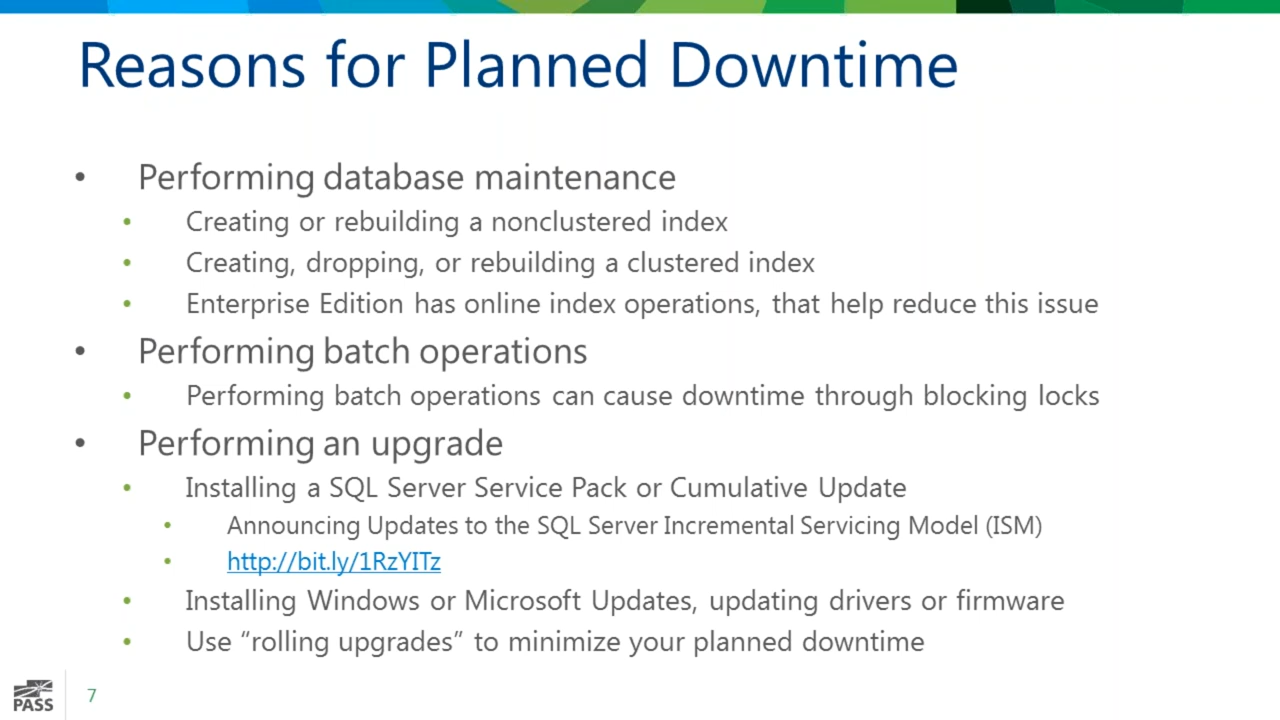 Reasons for Planned Downtime
• Performing database maintenance
• Creating or rebuilding a nonclustered index
• Creating, dropping, or rebuilding a clustered index
• Enterprise Edition has online index operations, that help reduce this issue
• Performing batch operations
• Performing batch operations can cause downtime through blocking locks
• Performing an upgrade
• Installing a SQL Server Service Pack or Cumulative Update
• Announcing Updates to the SQL Server Incremental Servicing Model (ISM)
• http://bit.ly/1RzYITz
• Installing Windows or Microsoft Updates, updating drivers or firmware
• Use “rolling upgrades” to minimize your planned downtime
PASS
7